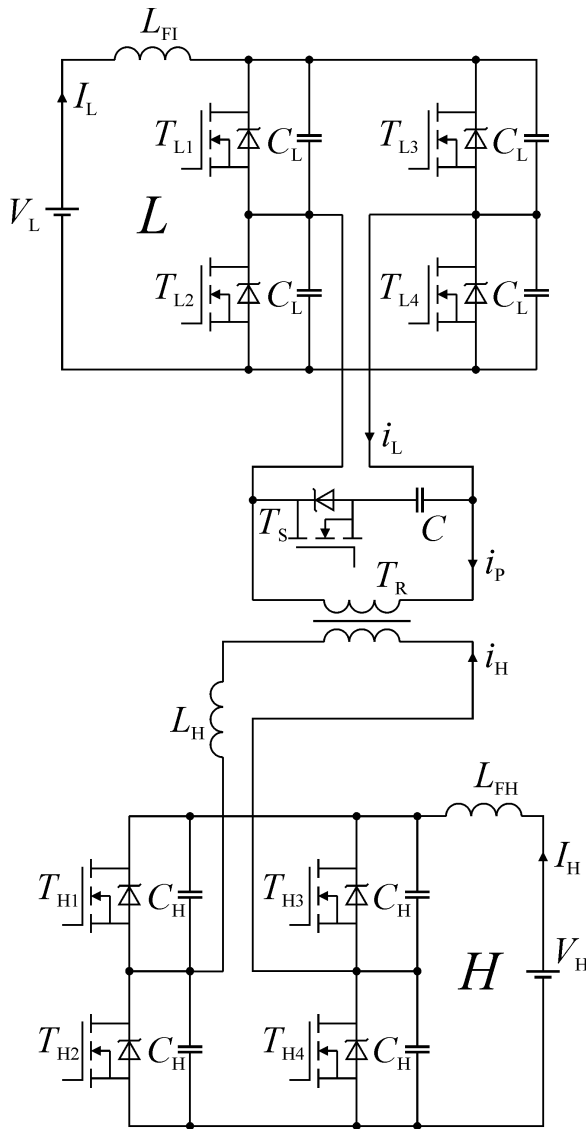 L_FI
I_L
T_L1
C_L
T_L3
C_L
V_L
L
T_L2
C_L
T_L4
C_L
i_L
T_S
C
i_P
T_R
i_H
L_H
L_FH
I_H
T_H1
C_H
T_H3
C_H
H
V_H
T_H2
C_H
T_H4
C_H